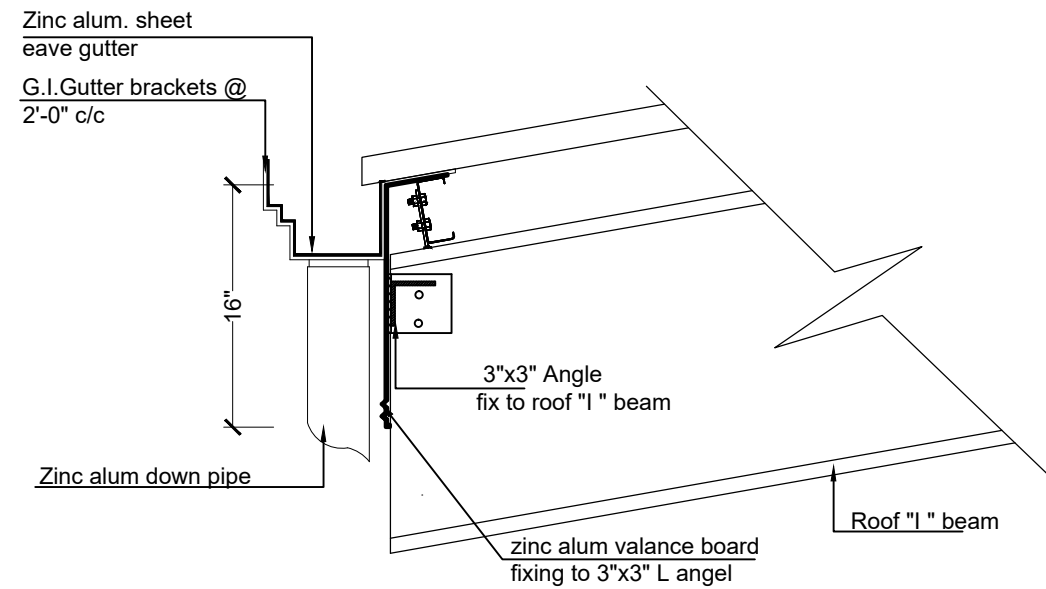 Zinc alum. sheet
eave gutter
G.I.Gutter brackets @
2'-0" c/c
16"
3"x3" Angle
fix to roof "I " beam
Zinc alum down pipe
Roof "I " beam
zinc alum valance board
fixing to 3"x3" L angel